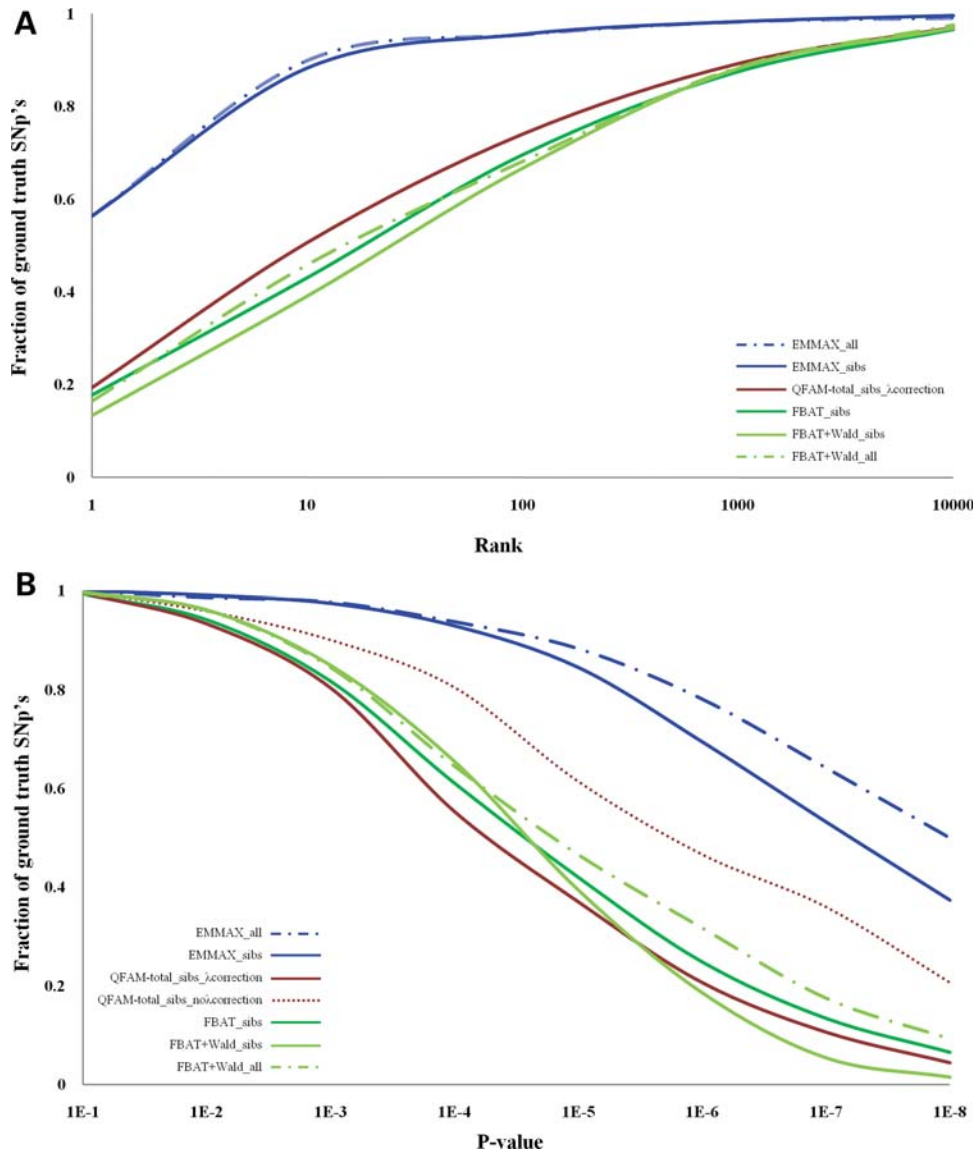 A
Fraction of ground truth SNp's
1
0.8
0.6
0.4
0.2
0
1 10 100 1000 10000
Rank
EMMAX_all
EMMAX_sibs
QFAM-total_sibs_λcorrection
FBAT_sibs
FBAT+Wald_sibs
FBAT+Wald_all
B
Fraction of ground truth SNp's
1
0.8
0.6
0.4
0.2
0
1E-1 1E-2 1E-3 1E-4 1E-5 1E-6 1E-7 1E-8
P-value
EMMAX_all
EMMAX_sibs
QFAM-total_sibs_λcorrection
QFAM-total_sibs_noλcorrection
FBAT_sibs
FBAT+Wald_sibs
FBAT+Wald_all